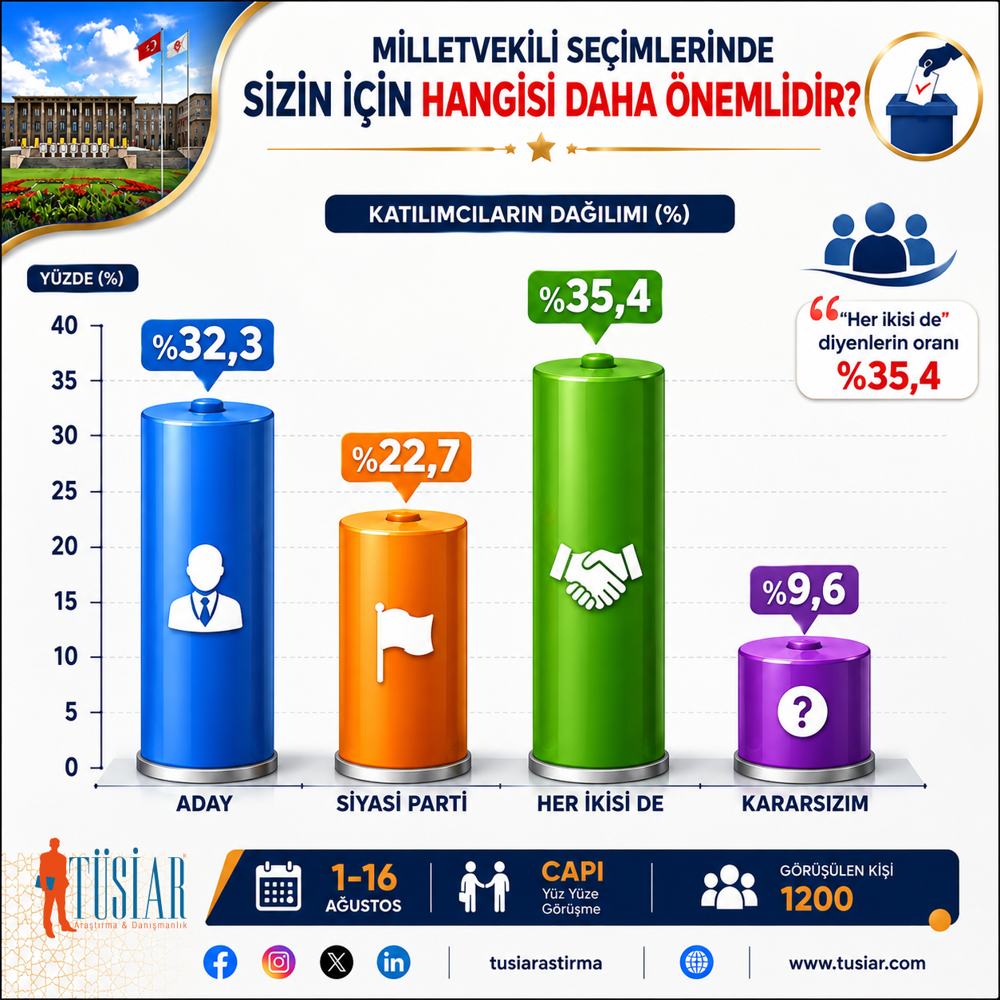 MİLLETVEKİLİ SEÇİMLERİNDE
SİZİN İÇİN HANGİSİ DAHA ÖNEMLİDİR?
KATILIMCILARIN DAĞILIMI (%)
YÜZDE (%)
“Her ikisi de”
diyenlerin oranı
%35,4
40
35
30
25
20
15
10
5
0
%32,3
%22,7
%35,4
%9,6
?
ADAY
SİYASİ PARTİ
HER İKİSİ DE
KARARSIZIM
TÜSİAR
Araştırma & Danışmanlık
1-16
AĞUSTOS
CAPI
Yüz Yüze
Görüşme
GÖRÜŞÜLEN KİŞİ
1200
tusiarastirma
www.tusiar.com